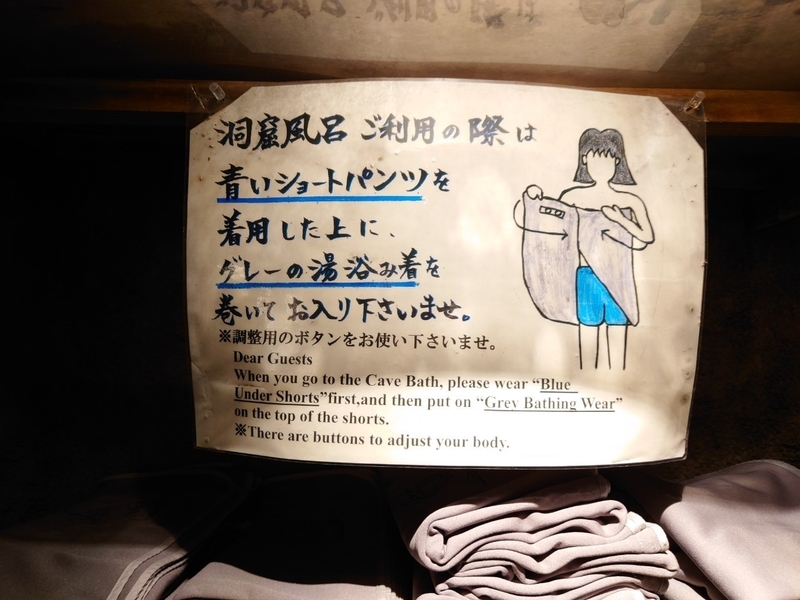 洞窟風呂 ご利用の際は
青いショートパンツを
着用した上に、
グレーの湯浴み着を
巻いてお入り下さいませ。
※調整用のボタンをお使い下さいませ。
Dear Guests
When you go to the Cave Bath, please wear “Blue
Under Shorts”first,and then put on “Grey Bathing Wear”
on the top of the shorts.
※There are buttons to adjust your body.